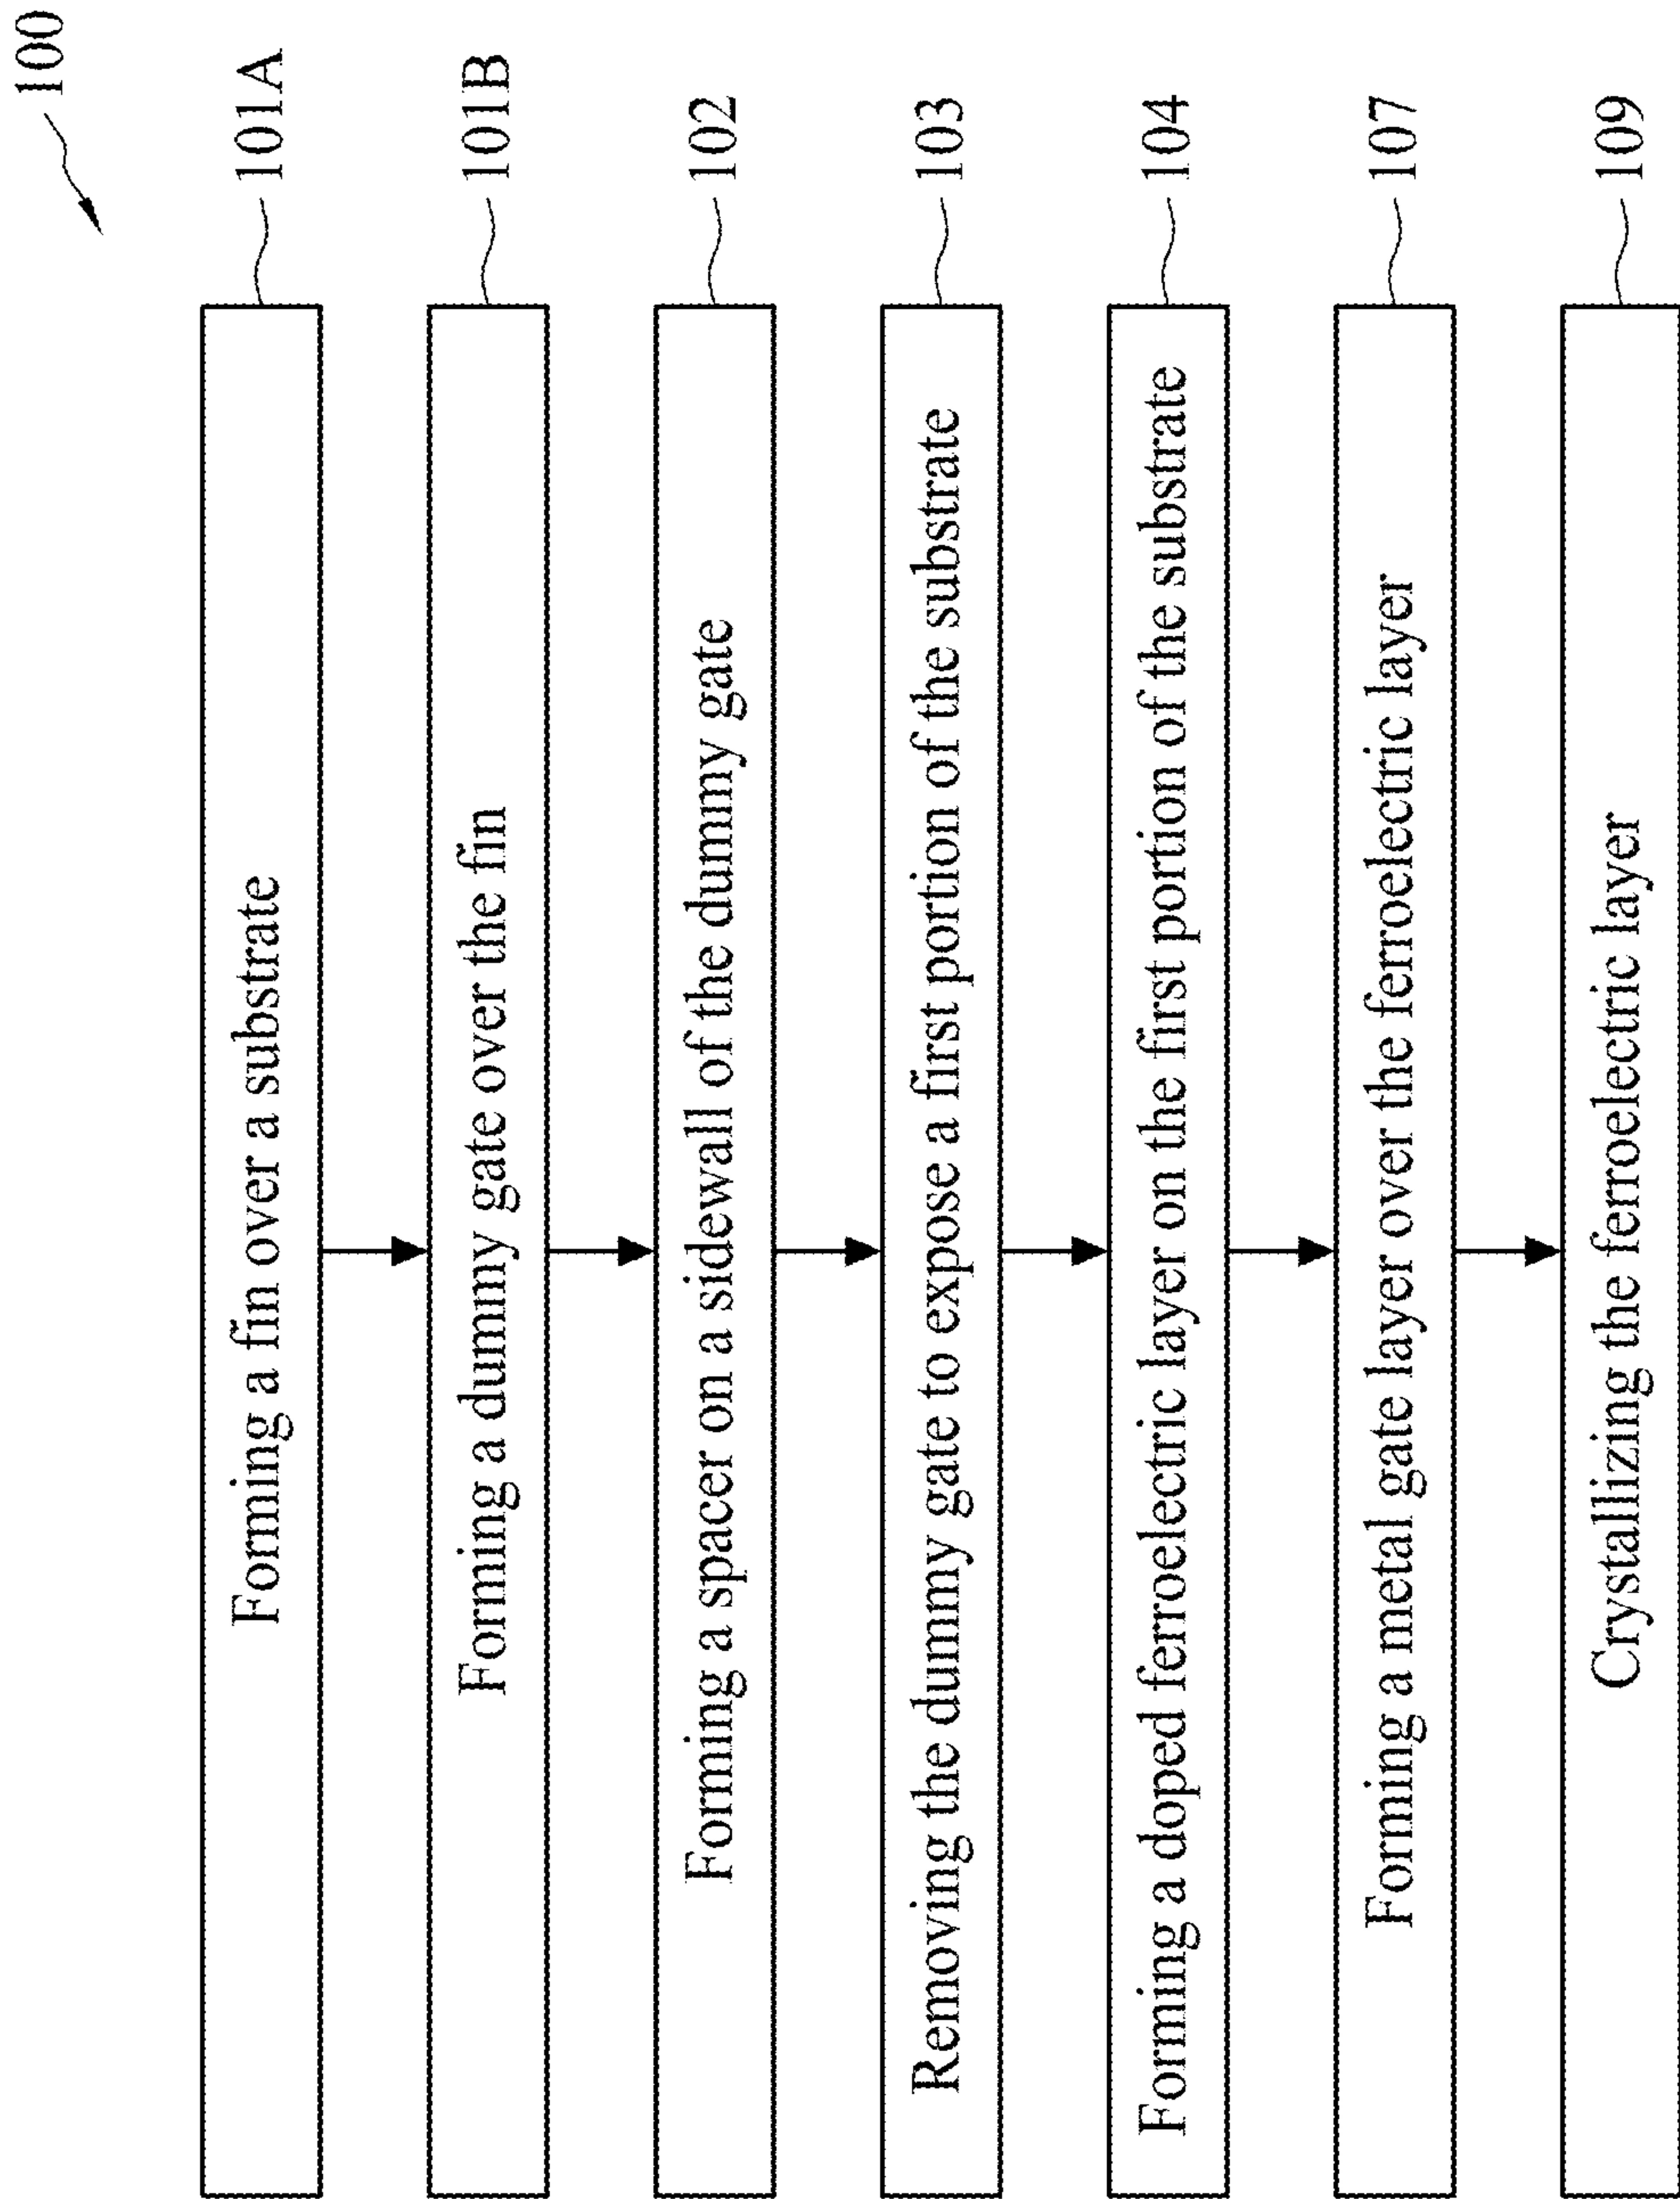 100
Forming a fin over a substrate 101A
Forming a dummy gate over the fin 101B
Forming a spacer on a sidewall of the dummy gate 102
Removing the dummy gate to expose a first portion of the substrate 103
Forming a doped ferroelectric layer on the first portion of the substrate 104
Forming a metal gate layer over the ferroelectric layer 107
Crystallizing the ferroelectric layer 109